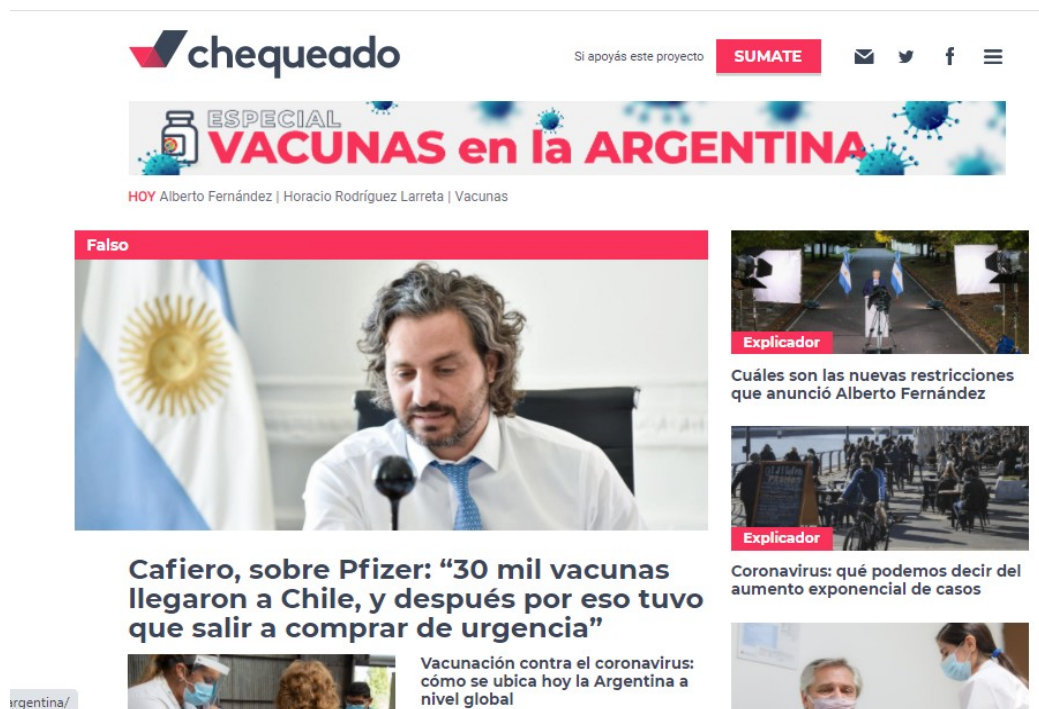 chequeado
Si apoyás este proyecto
SUMATE
ESPECIAL
VACUNAS en la ARGENTINA
HOY Alberto Fernández | Horacio Rodríguez Larreta | Vacunas
Falso
Cafiero, sobre Pfizer: “30 mil vacunas
llegaron a Chile, y después por eso tuvo
que salir a comprar de urgencia”
Vacunación contra el coronavirus:
cómo se ubica hoy la Argentina a
nivel global
Explicador
Cuáles son las nuevas restricciones
que anunció Alberto Fernández
Explicador
Coronavirus: qué podemos decir del
aumento exponencial de casos
argentina/